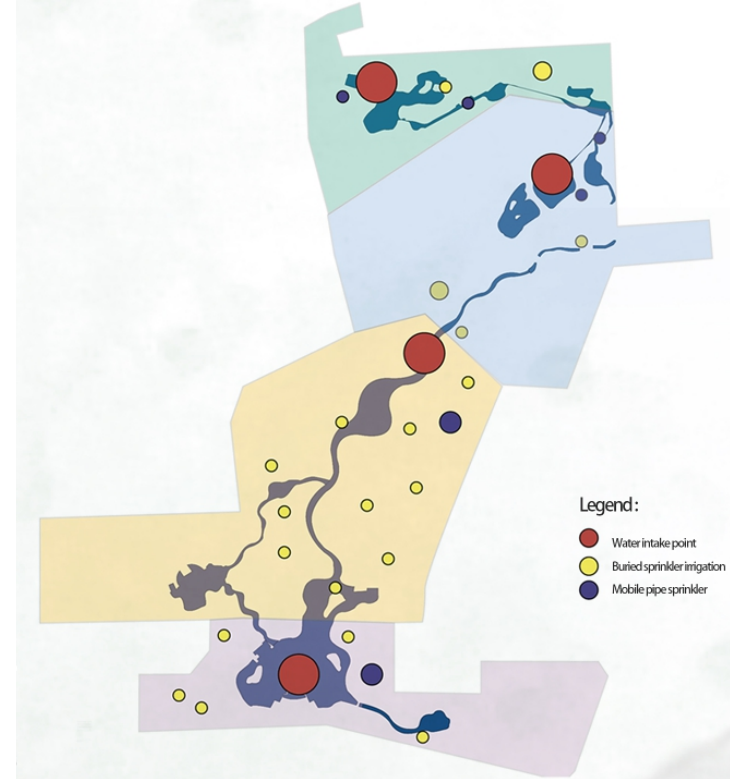 Legend :
Water intake point
Buried sprinkler irrigation
Mobile pipe sprinkler